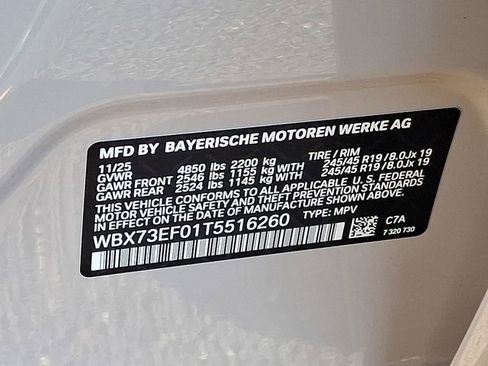 MFD BY BAYERISCHE MOTOREN WERKE AG
11/25 TIRE / RIM
GVWR 4850 lbs 2200 kg
GAWR FRONT 2546 lbs 1155 kg WITH 245/45 R19 /8.0Jx 19
GAWR REAR 2524 lbs 1145 kg WITH 245/45 R19 /8.0Jx 19
THIS VEHICLE CONFORMS TO ALL APPLICABLE U. S. FEDERAL
MOTOR VEHICLE SAFETY STANDARDS
IN EFFECT ON THE DATE OF MANUFACTURE SHOWN ABOVE.
WBX73EF01T5516260 TYPE: MPV
C7A
7 320 730